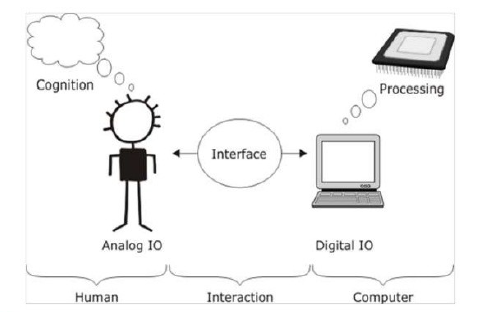 Cognition
Processing
Interface
Analog IO
Digital IO
Human
Interaction
Computer